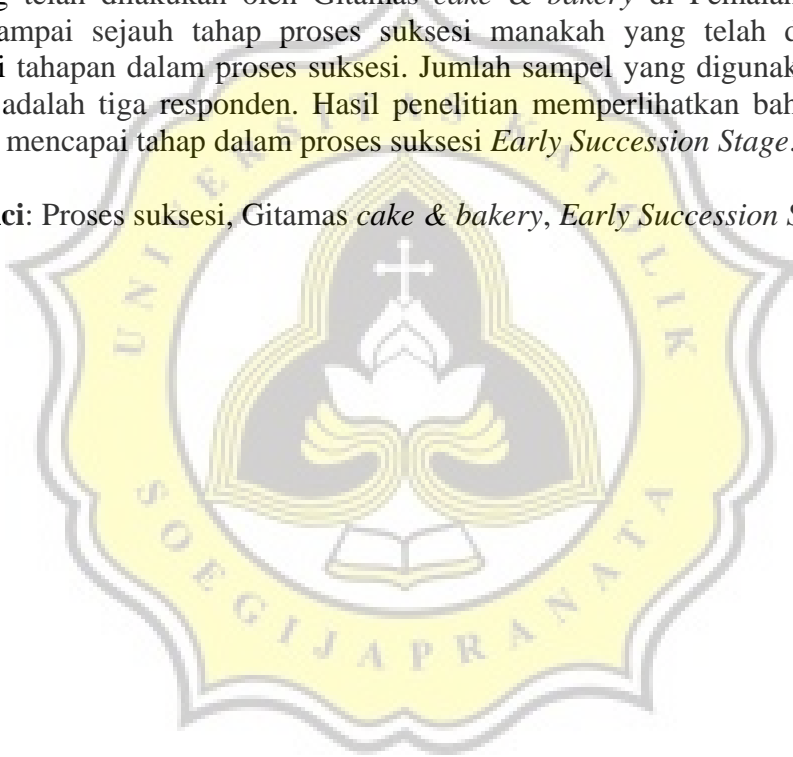 g telah dilakukan oleh Gitamas cake & bakery di Pemalan
ampai sejauh tahap proses suksesi manakah yang telah d
i tahapan dalam proses suksesi. Jumlah sampel yang digunak
adalah tiga responden. Hasil penelitian memperlihatkan bah
mencapai tahap dalam proses suksesi Early Succession Stage.
ci: Proses suksesi, Gitamas cake & bakery, Early Succession S
UNIVERSITAS KATOLIK
SOEGIJAPRANATA